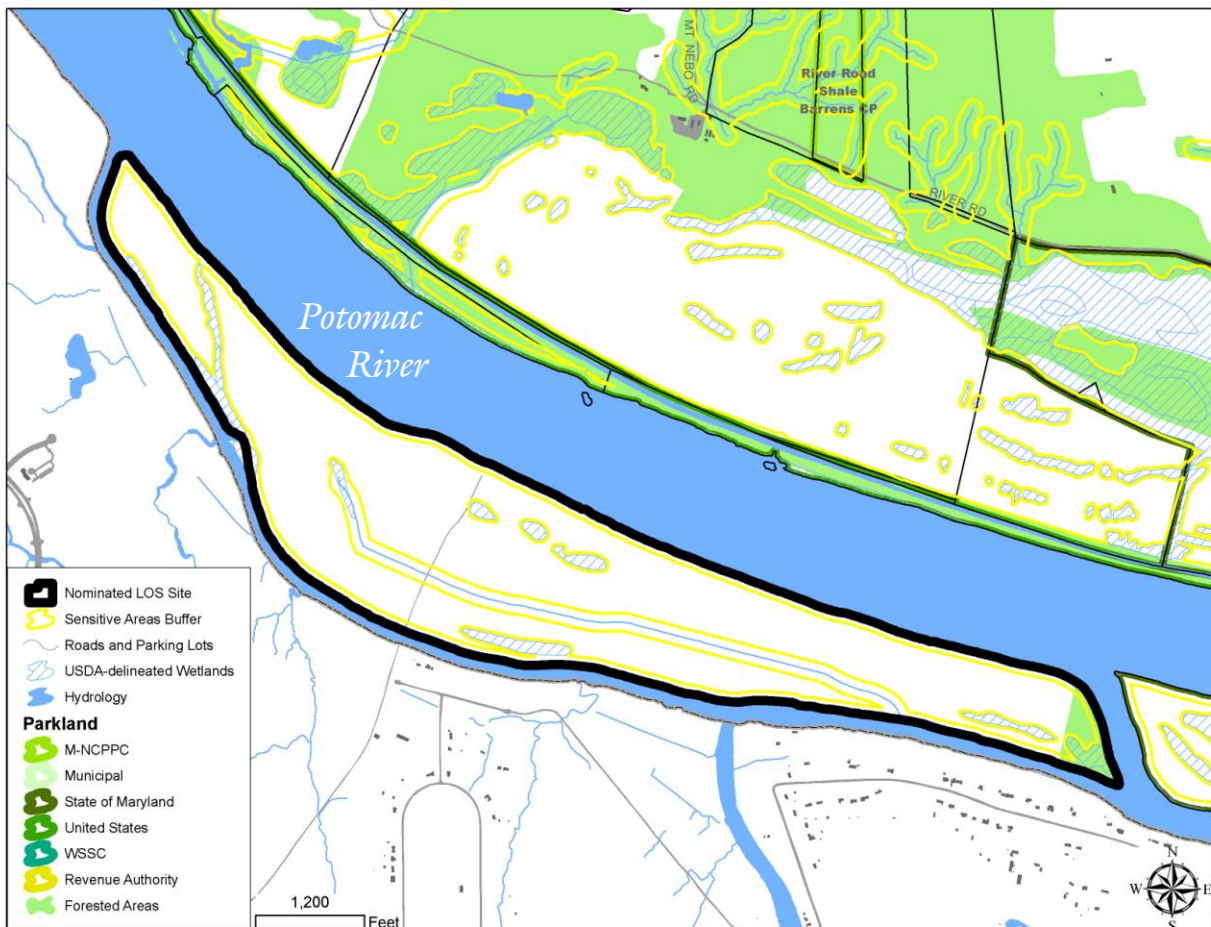 MT NEBO RD
River Road
Shale
Barrens CP
RIVER RD
Potomac
River
Nominated LOS Site
Sensitive Areas Buffer
Roads and Parking Lots
USDA-delineated Wetlands
Hydrology
Parkland
M-NCPPC
Municipal
State of Maryland
United States
WSSC
Revenue Authority
Forested Areas
1,200
Feet
N
W
E
S